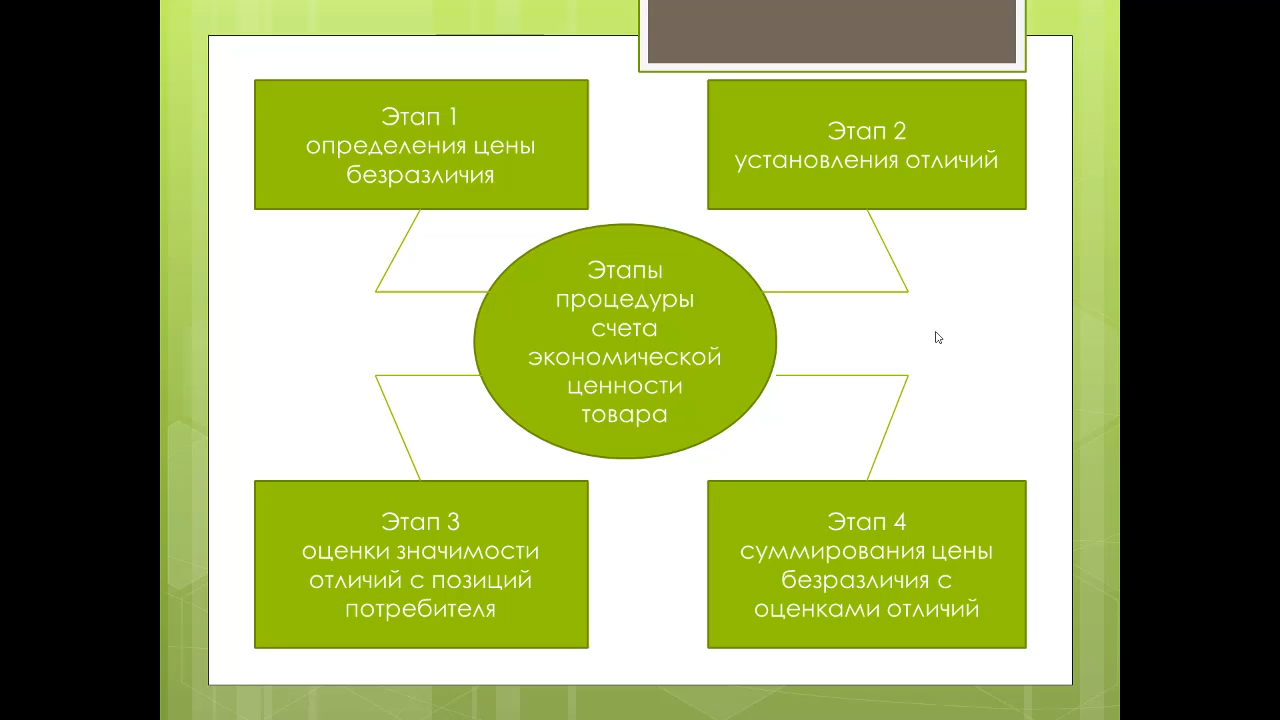 Этап 1
определения цены
безразличия
Этап 2
установления отличий
Этапы
процедуры
счета
экономической
ценности
товара
Этап 3
оценки значимости
отличий с позиций
потребителя
Этап 4
суммирования цены
безразличия с
оценками отличий